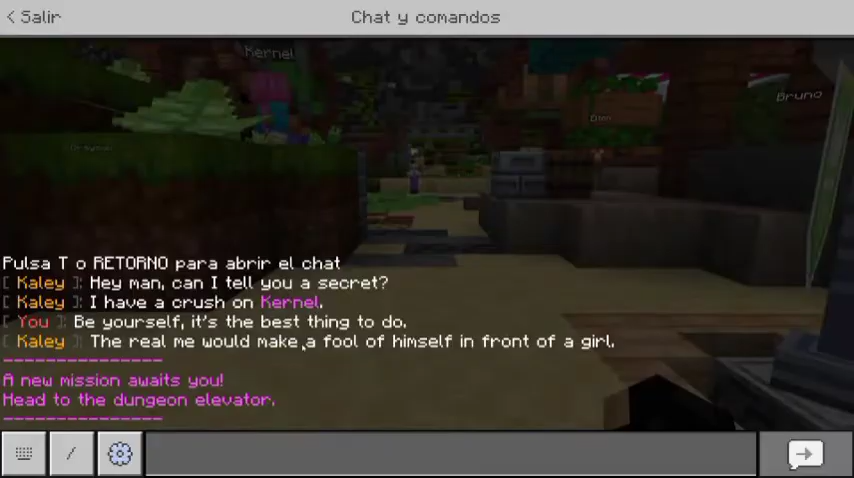 < Salir
Chat y comandos
Kernel
Bruno
Pulsa T o RETORNO para abrir el chat
[ Kaley ]: Hey man, can I tell you a secret?
[ Kaley ]: I have a crush on Kernel.
[ You ]: Be yourself, it's the best thing to do.
[ Kaley ]: The real me would make a fool of himself in front of a girl.
---------------
A new mission awaits you!
Head to the dungeon elevator.
---------------
/